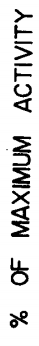 % OF MAXIMUM ACTIVITY